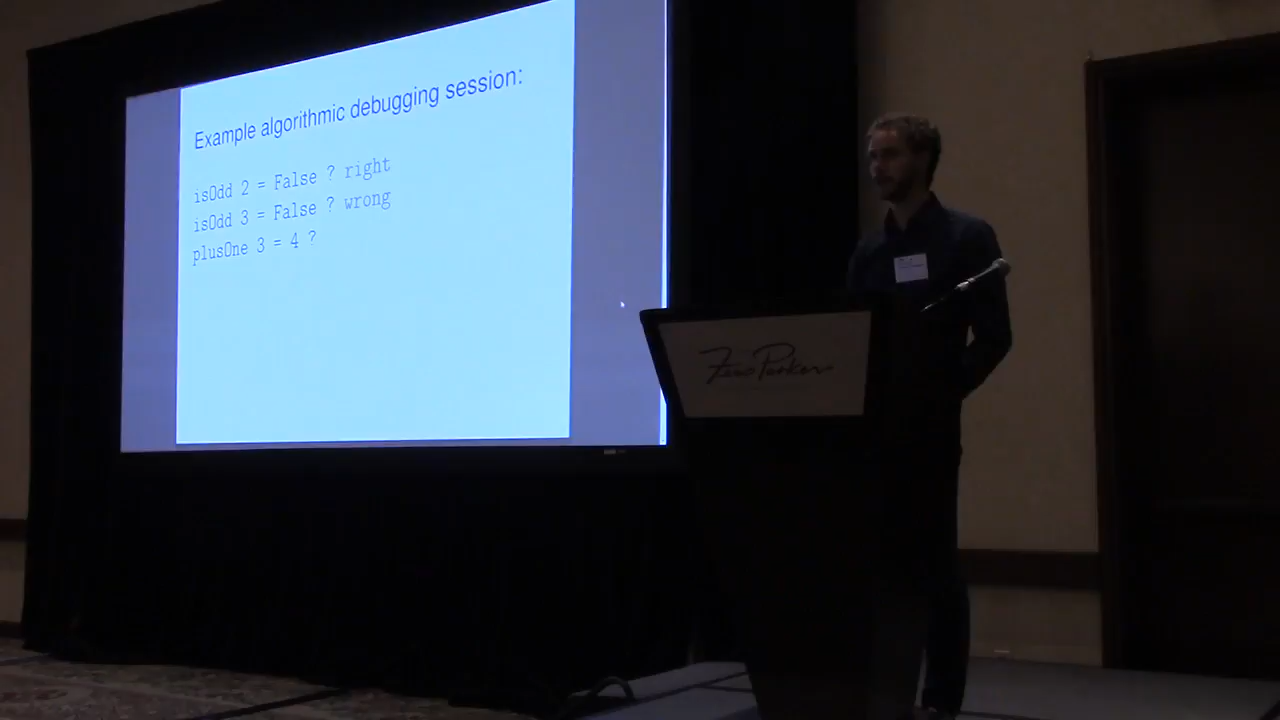 Example algorithmic debugging session:
isOdd 2 = False ? right
isOdd 3 = False ? wrong
plusOne 3 = 4 ?